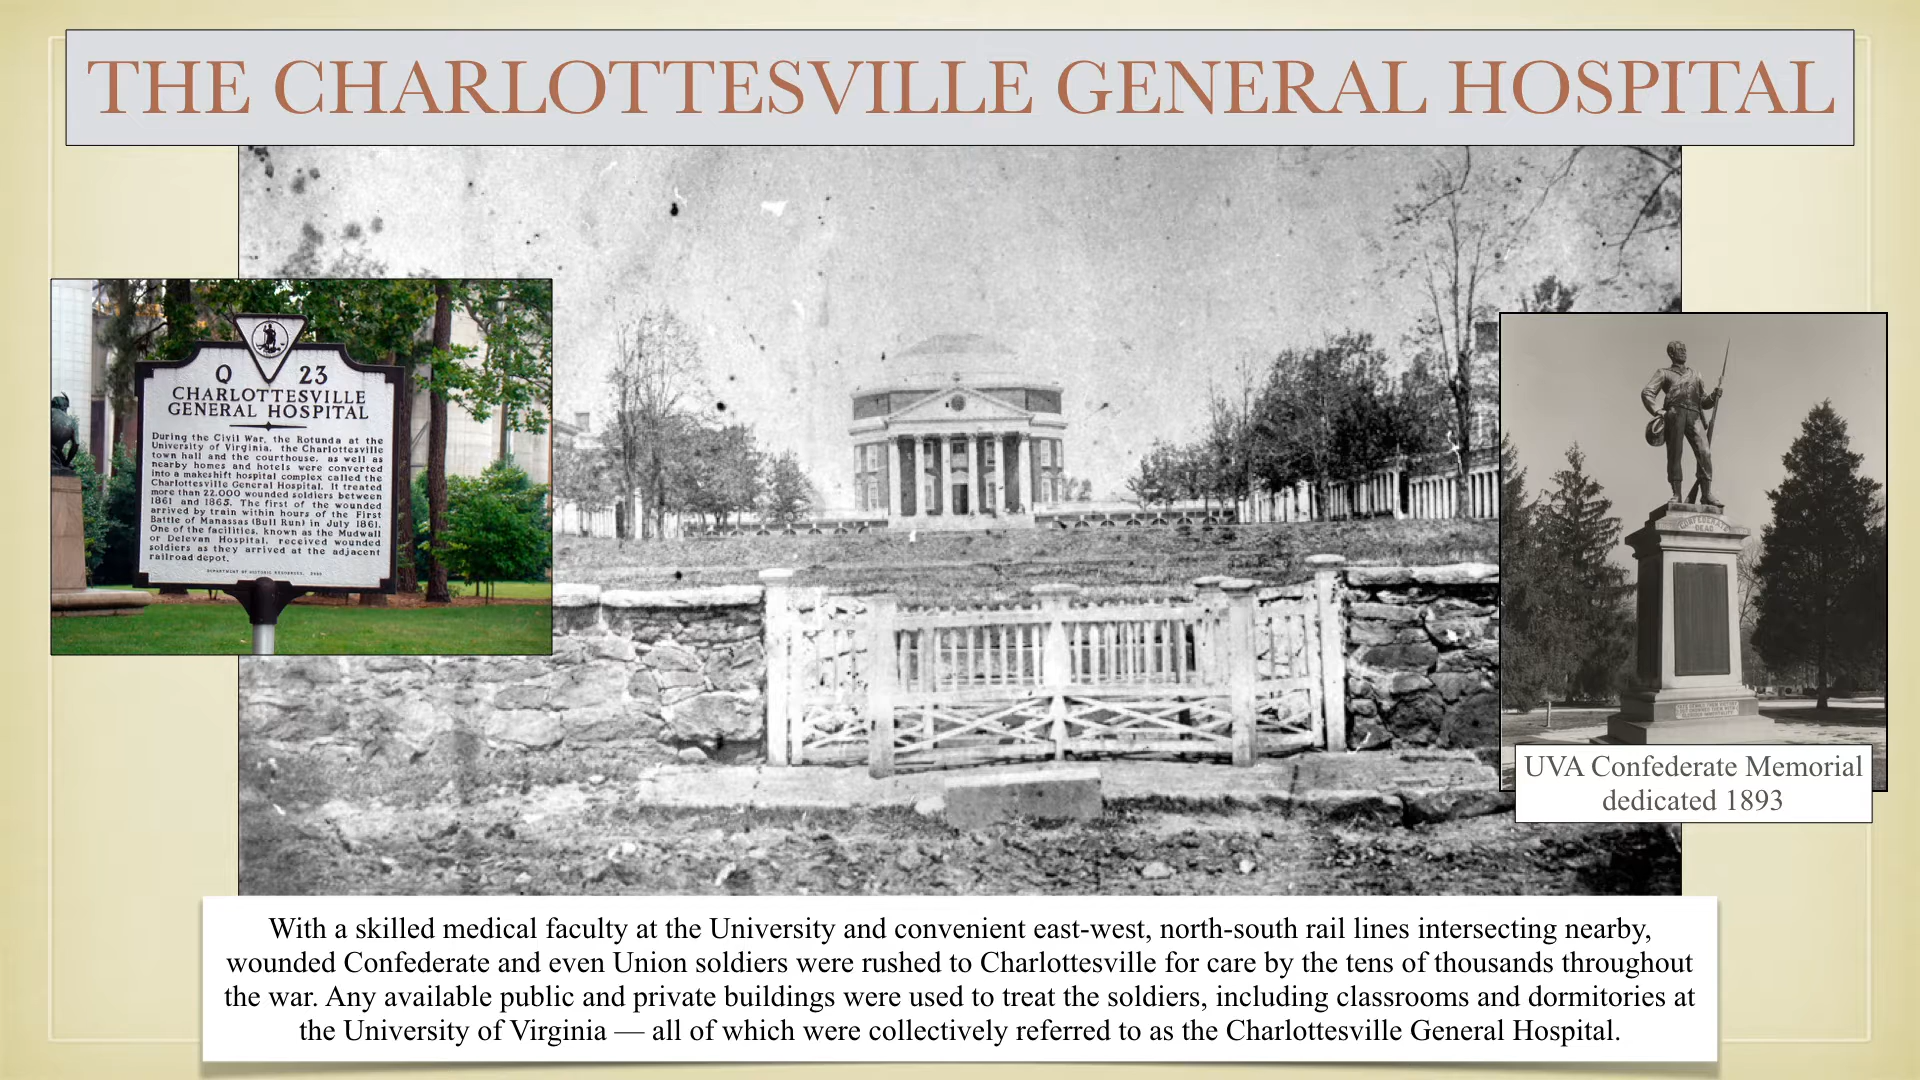 THE CHARLOTTESVILLE GENERAL HOSPITAL
Q 23
CHARLOTTESVILLE
GENERAL HOSPITAL
During the Civil War, the Rotunda at the
University of Virginia, the Charlottesville
town hall and the courthouse, as well as
nearby homes and hotels were converted
into a makeshift hospital complex called the
Charlottesville General Hospital. It treated
more than 22,000 wounded soldiers between
1861 and 1865. The first of the wounded
arrived by train within hours of the First
Battle of Manassas (Bull Run) in July 1861.
One of the facilities, known as the Mudwall
or Delevan Hospital, received wounded
soldiers as they arrived at the adjacent
railroad depot.
DEPARTMENT OF HISTORIC RESOURCES,
CONFEDERATE
DEAD
UVA Confederate Memorial
dedicated 1893
With a skilled medical faculty at the University and convenient east-west, north-south rail lines intersecting nearby,
wounded Confederate and even Union soldiers were rushed to Charlottesville for care by the tens of thousands throughout
the war. Any available public and private buildings were used to treat the soldiers, including classrooms and dormitories at
the University of Virginia — all of which were collectively referred to as the Charlottesville General Hospital.